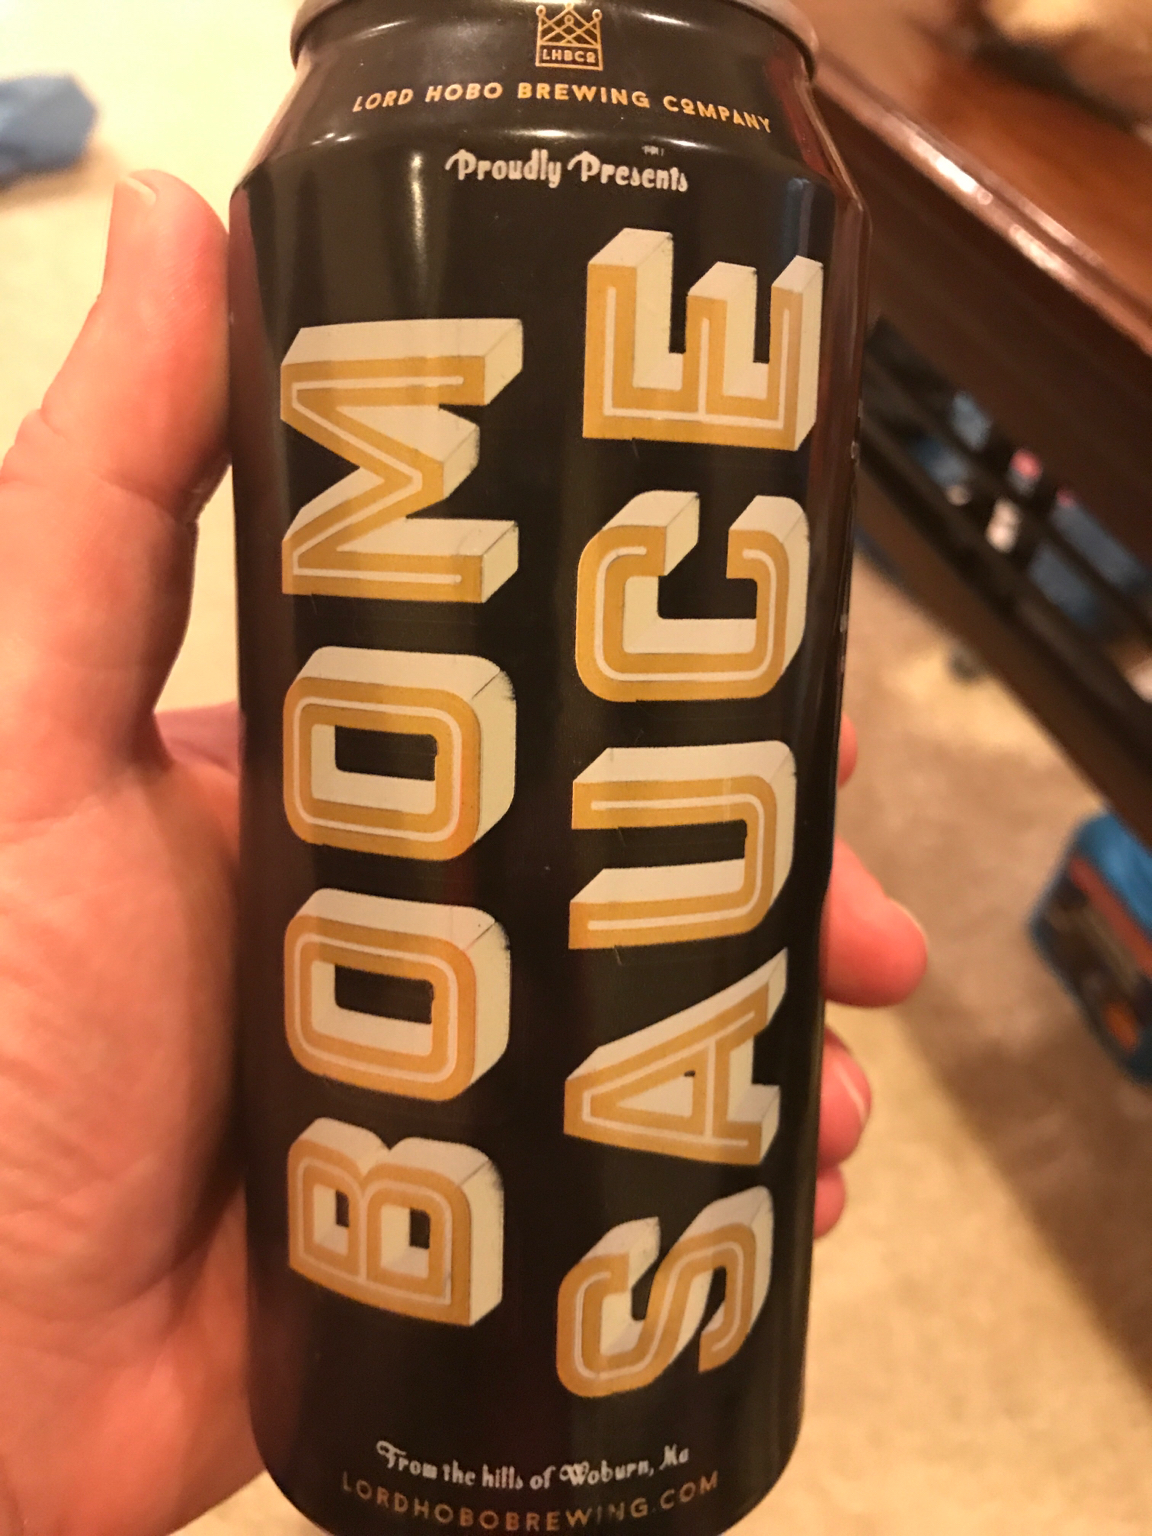 LHBCO
LORD HOBO BREWING COMPANY
Proudly Presents
BOOM
SAUCE
From the hills of Woburn, Ma
LORDHOBOBREWING.COM